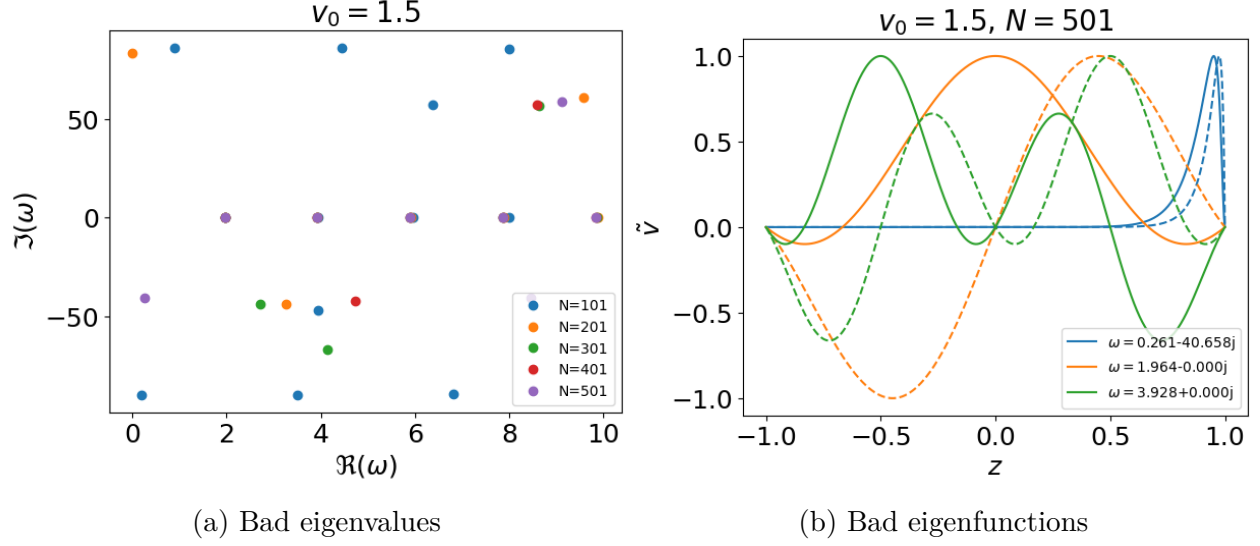 v₀ = 1.5
ℑ(ω)
50
0
−50
N=101
N=201
N=301
N=401
N=501
0 2 4 6 8 10
ℜ(ω)
(a) Bad eigenvalues
v₀ = 1.5, N = 501
ṽ
1.0
0.5
0.0
−0.5
−1.0
ω = 0.261-40.658j
ω = 1.964-0.000j
ω = 3.928+0.000j
−1.0 −0.5 0.0 0.5 1.0
z
(b) Bad eigenfunctions